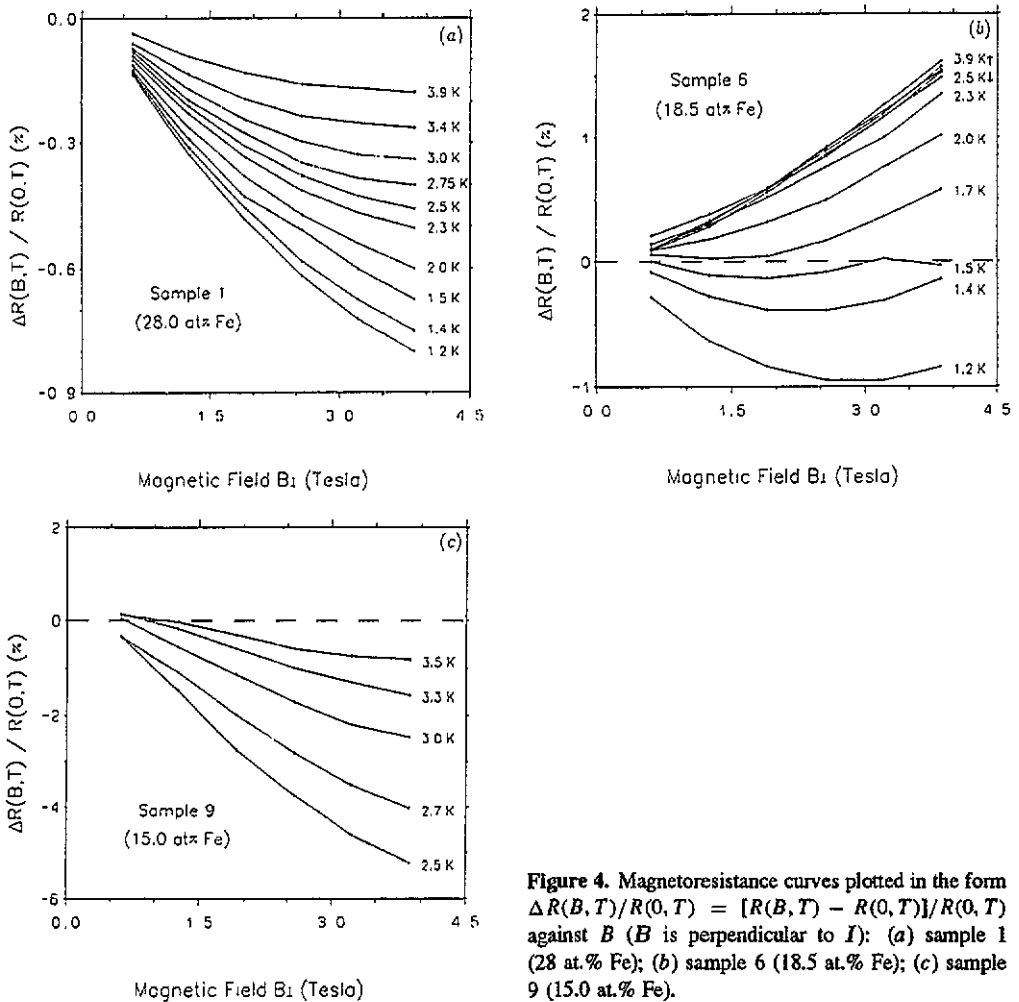 (a)
0.0
-0.3
-0.6
-0.9
ΔR(B,T) / R(0,T) (%)
3.9 K
3.4 K
3.0 K
2.75 K
2.5 K
2.3 K
2 0 K
1 5 K
1.4 K
1.2 K
Sample 1
(28.0 at% Fe)
0 0
1 5
3 0
4 5
Magnetic Field B⊥ (Tesla)
(b)
2
1
0
-1
ΔR(B,T) / R(0,T) (%)
Sample 6
(18.5 at% Fe)
3.9 K↑
2.5 K↓
2.3 K
2.0 K
1.7 K
1.5 K
1.4 K
1.2 K
0 0
1.5
3 0
4 5
Magnetic Field B⊥ (Tesla)
(c)
2
0
-2
-4
-6
ΔR(B,T) / R(0,T) (%)
3.5 K
3.3 K
3 0 K
2.7 K
2.5 K
Sample 9
(15.0 at% Fe)
0.0
1 5
3.0
4 5
Magnetic Field B⊥ (Tesla)
Figure 4. Magnetoresistance curves plotted in the form
ΔR(B, T)/R(0, T) = [R(B, T) − R(0, T)]/R(0, T)
against B (B is perpendicular to I): (a) sample 1
(28 at.% Fe); (b) sample 6 (18.5 at.% Fe); (c) sample
9 (15.0 at.% Fe).